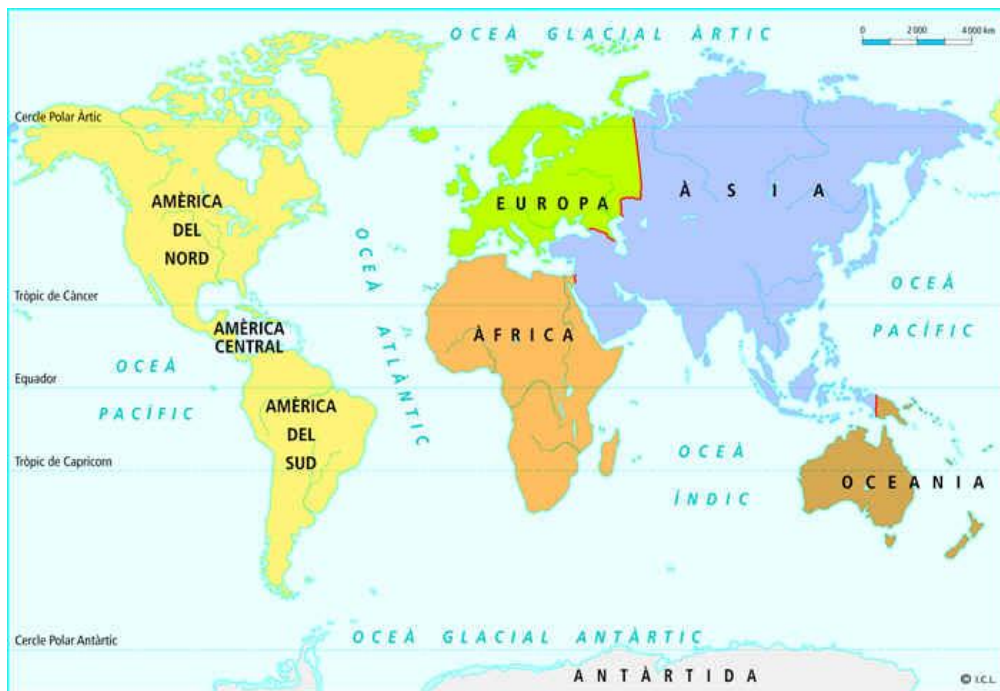 OCEÀ GLACIAL ÀRTIC
0 2 000 4 000 km
Cercle Polar Àrtic
AMÈRICA
DEL
NORD
EUROPA
ÀSIA
OCEÀ
ATLÀNTIC
OCEÀ
PACÍFIC
Tròpic de Càncer
AMÈRICA
CENTRAL
ÀFRICA
OCEÀ
PACÍFIC
Equador
AMÈRICA
DEL
SUD
OCEÀ
ÍNDIC
Tròpic de Capricorn
OCEANIA
Cercle Polar Antàrtic
OCEÀ GLACIAL ANTÀRTIC
ANTÀRTIDA
© I.C.L.